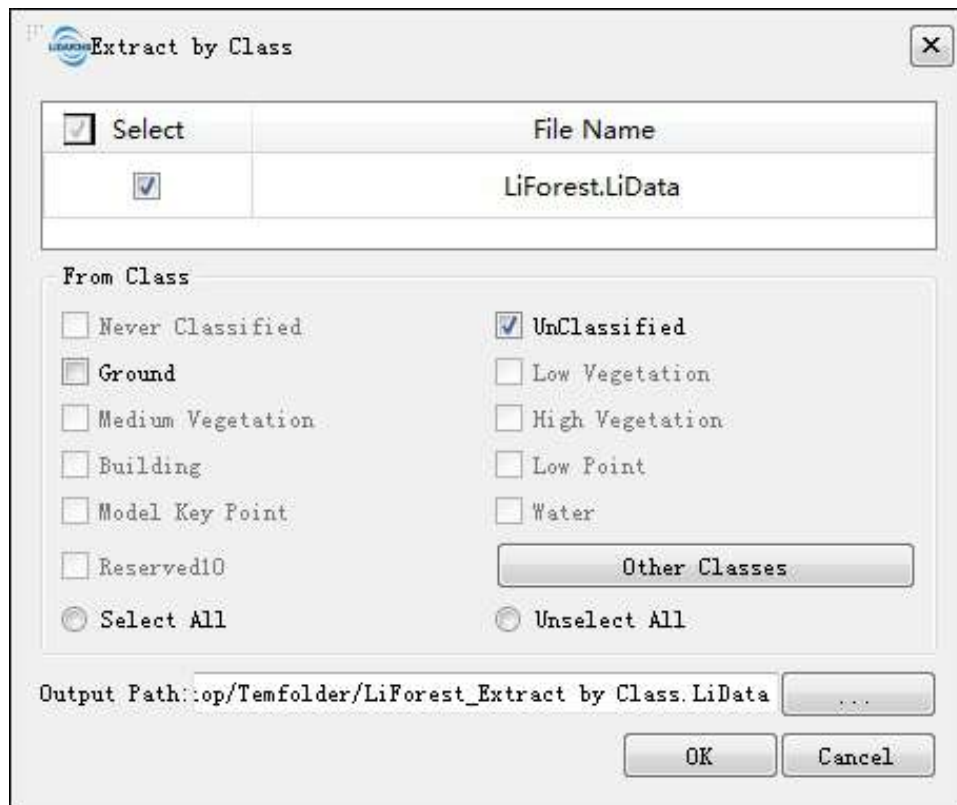 Extract by Class
Select File Name
LiForest.LiData
From Class
Never Classified UnClassified
Ground Low Vegetation
Medium Vegetation High Vegetation
Building Low Point
Model Key Point Water
Reserved10 Other Classes
Select All Unselect All
Output Path::op/Temfolder/LiForest_Extract by Class.LiData ...
OK Cancel